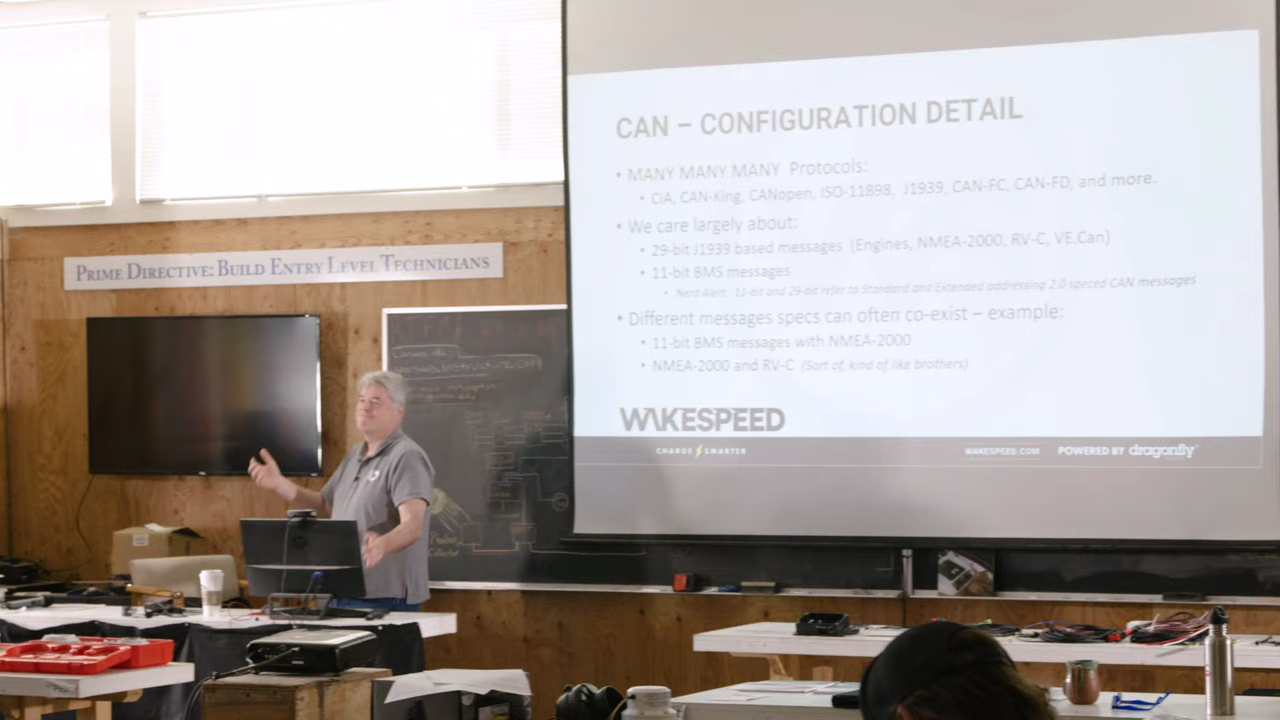 CAN – CONFIGURATION DETAIL
• MANY MANY MANY Protocols:
• CiA, CAN-King, CANopen, ISO-11898, J1939, CAN-FC, CAN-FD, and more.
• We care largely about:
• 29-bit J1939 based messages (Engines, NMEA-2000, RV-C, VE.Can)
• 11-bit BMS messages
• Nerd Alert: 11-bit and 29-bit refer to Standard and Extended addressing 2.0 speced CAN messages
• Different messages specs can often co-exist – example:
• 11-bit BMS messages with NMEA-2000
• NMEA-2000 and RV-C (Sort of, kind of like brothers)
WAKESPEED
CHARGE SMARTER
WAKESPEED.COM POWERED BY dragonfly
PRIME DIRECTIVE: BUILD ENTRY LEVEL TECHNICIANS